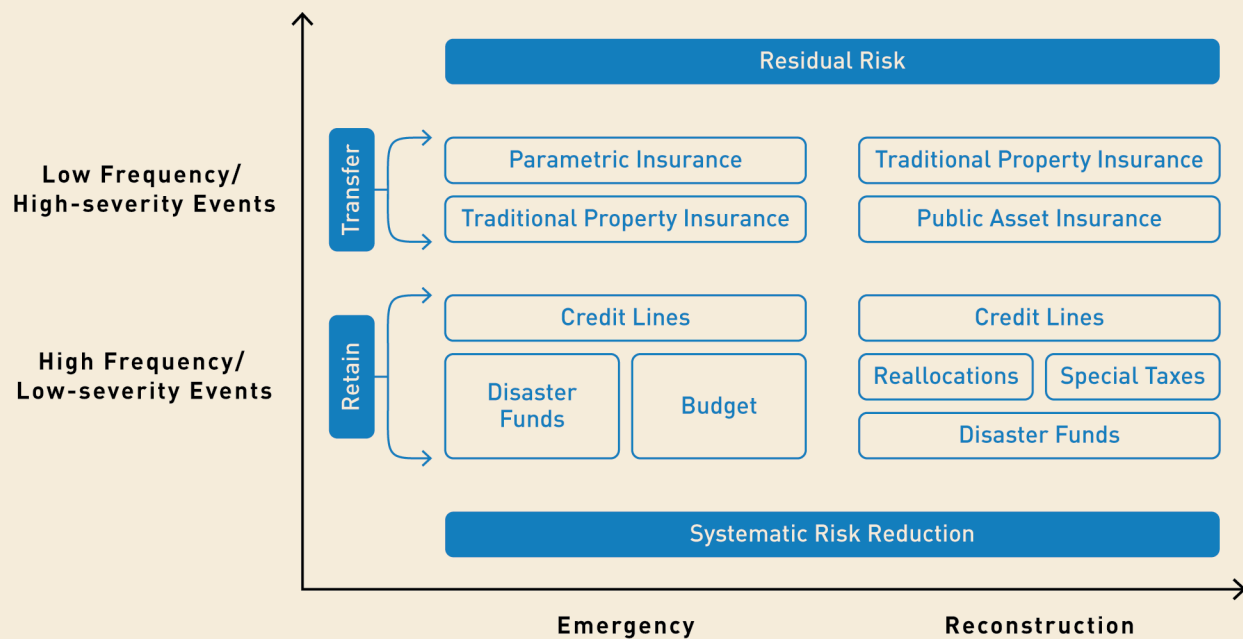 Residual Risk
Low Frequency/
High-severity Events
Transfer
Parametric Insurance
Traditional Property Insurance
Traditional Property Insurance
Public Asset Insurance
High Frequency/
Low-severity Events
Retain
Credit Lines
Disaster
Funds
Budget
Credit Lines
Reallocations
Special Taxes
Disaster Funds
Systematic Risk Reduction
Emergency
Reconstruction